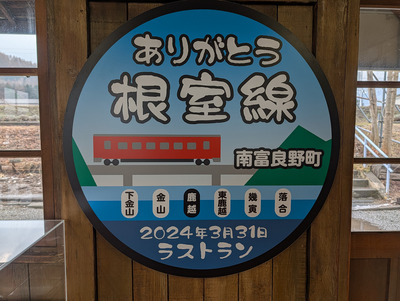 ありがとう
根室線
南富良野町
下金山
金山
鹿越
東鹿越
幾寅
落合
2024年3月31日
ラストラン